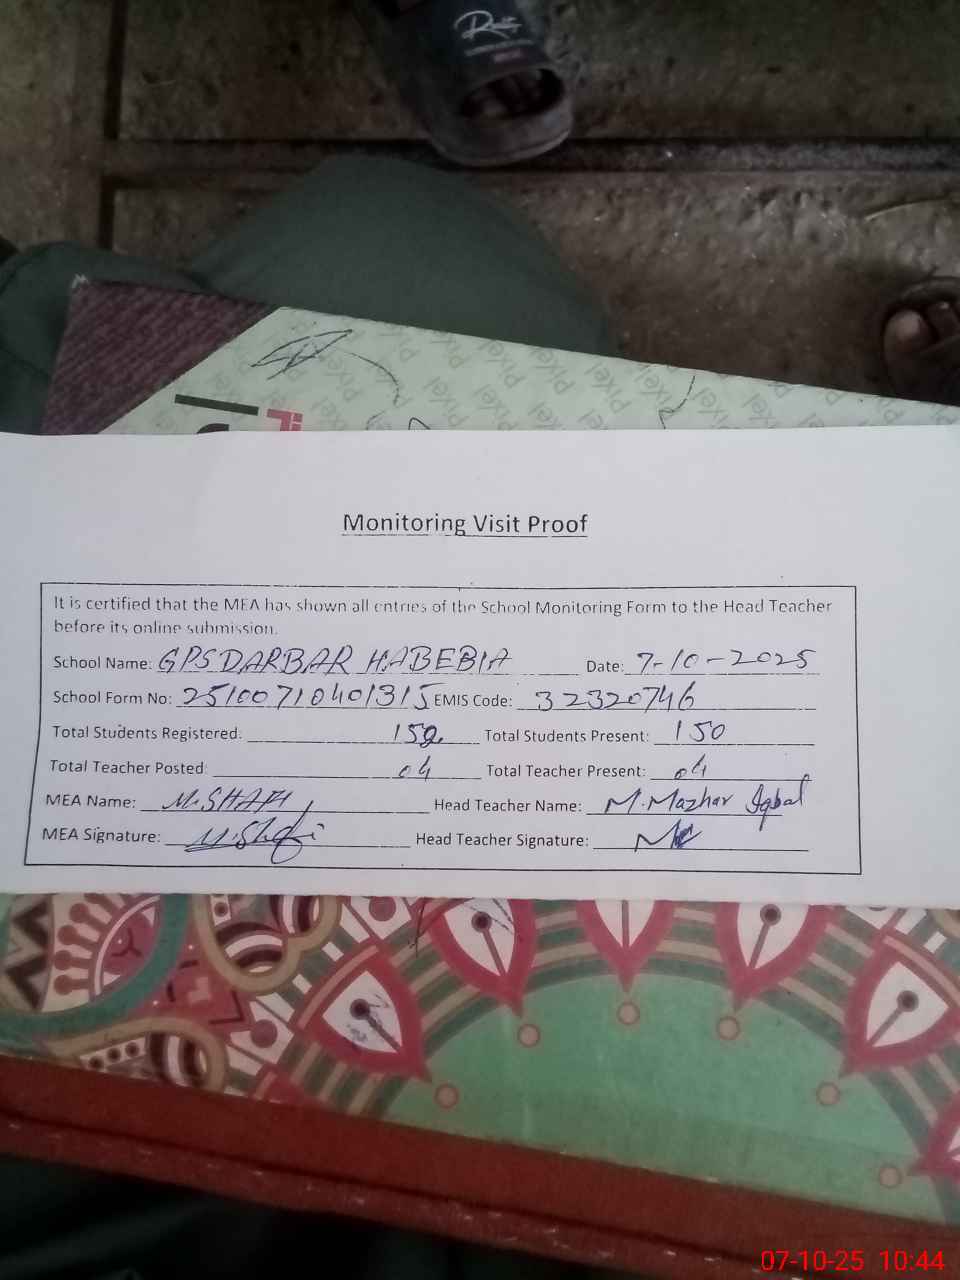 Monitoring Visit Proof
It is certified that the MEA has shown all entries of the School Monitoring Form to the Head Teacher
before its online submission.
School Name: GPS DARBAR HABEBIA Date: 7-10-2025
School Form No: 25100710401315 EMIS Code: 32320746
Total Students Registered: 152 Total Students Present: 150
Total Teacher Posted: 04 Total Teacher Present: 04
MEA Name: M.SHAFI Head Teacher Name: M.Mazhar Iqbal
MEA Signature: M.Shafi Head Teacher Signature:
07-10-25 10:44